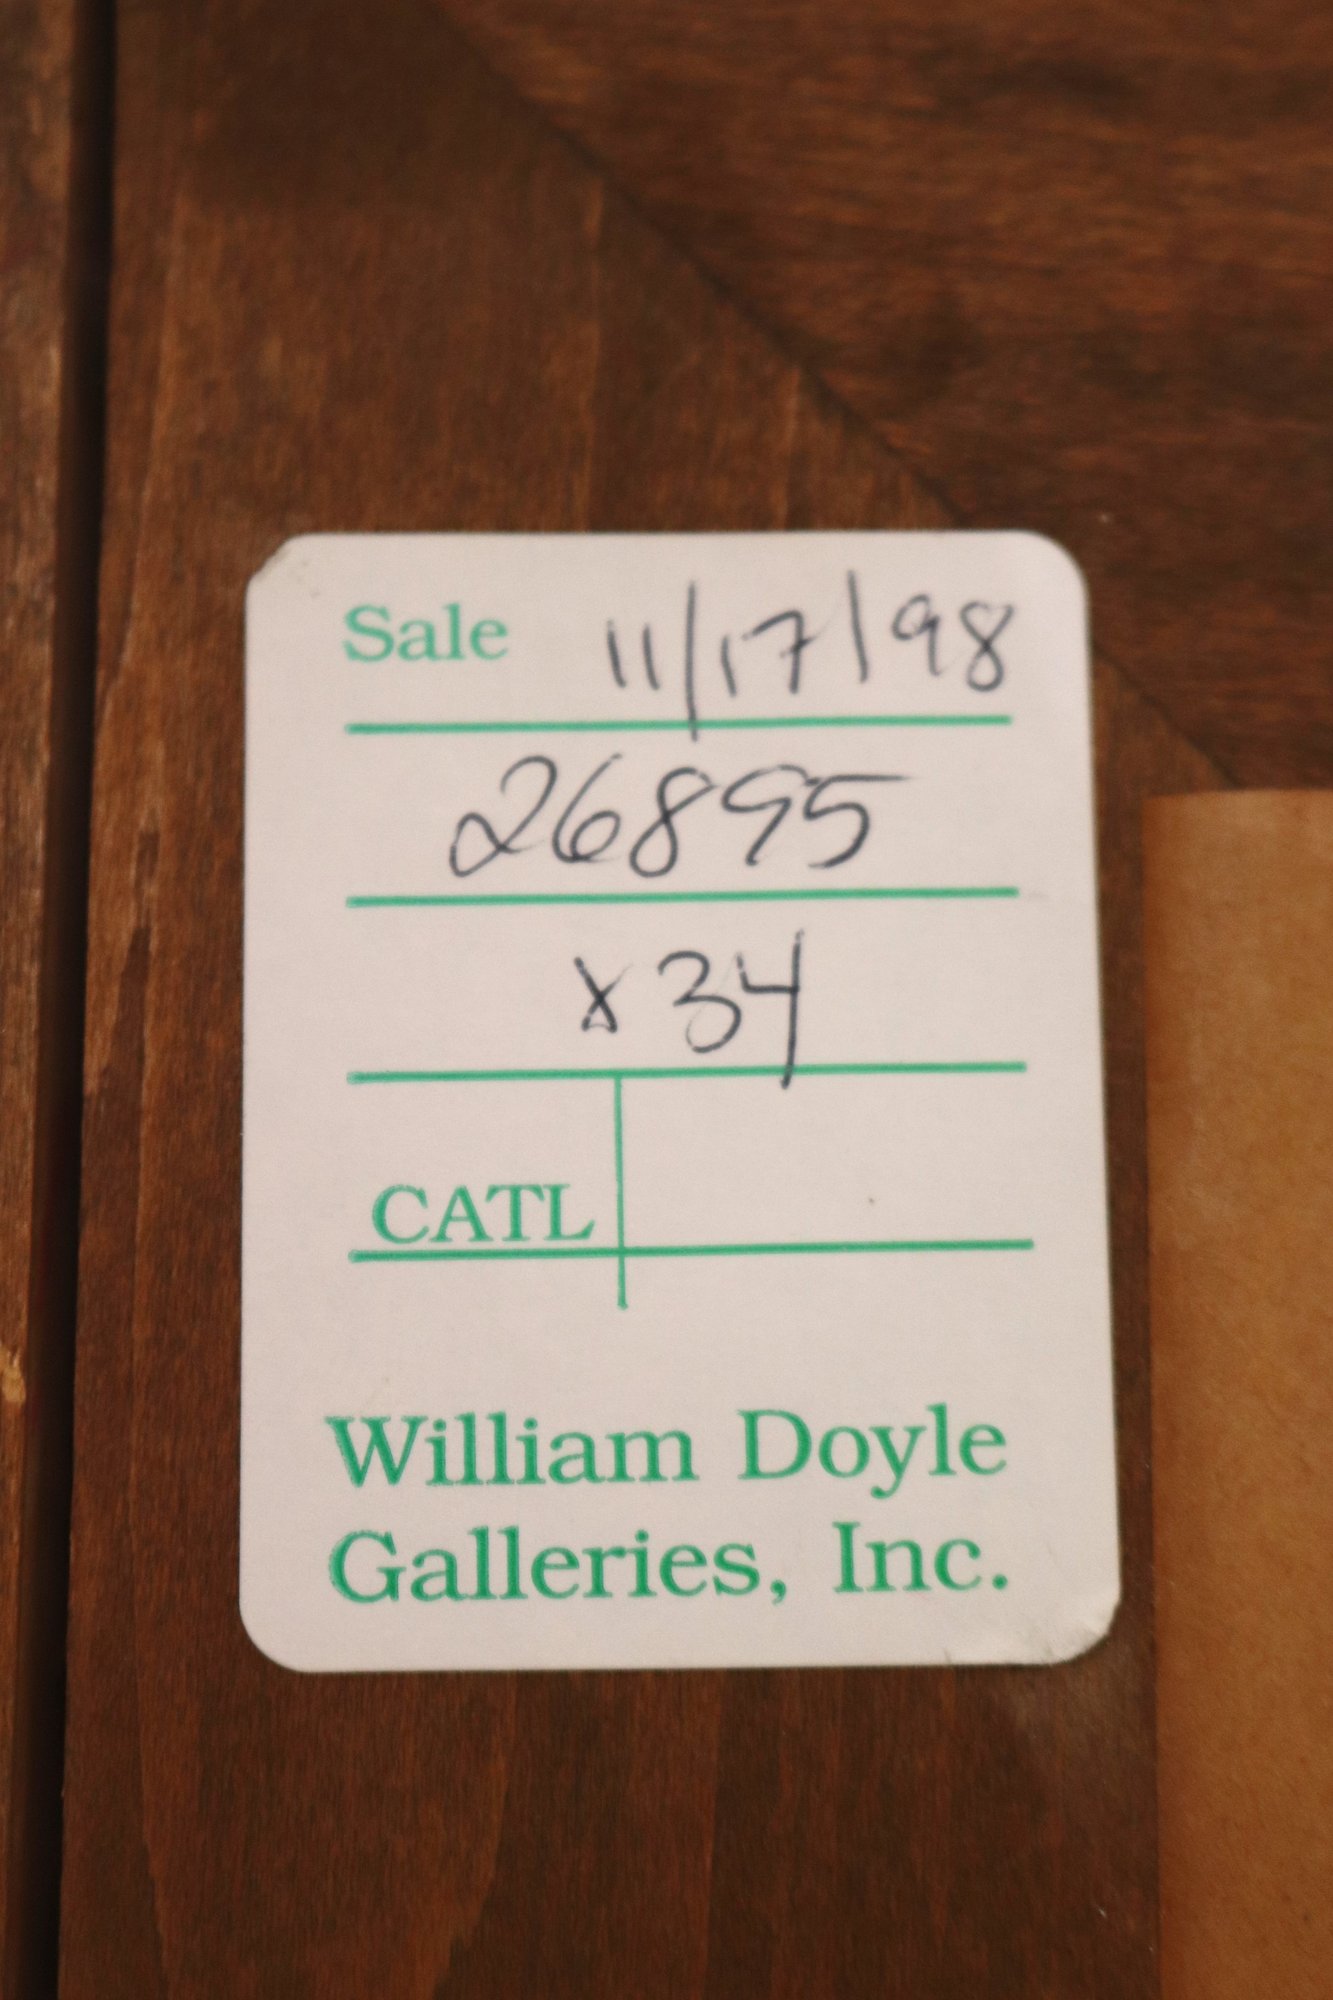 Sale 11/17/98
26895
x34
CATL
William Doyle
Galleries, Inc.